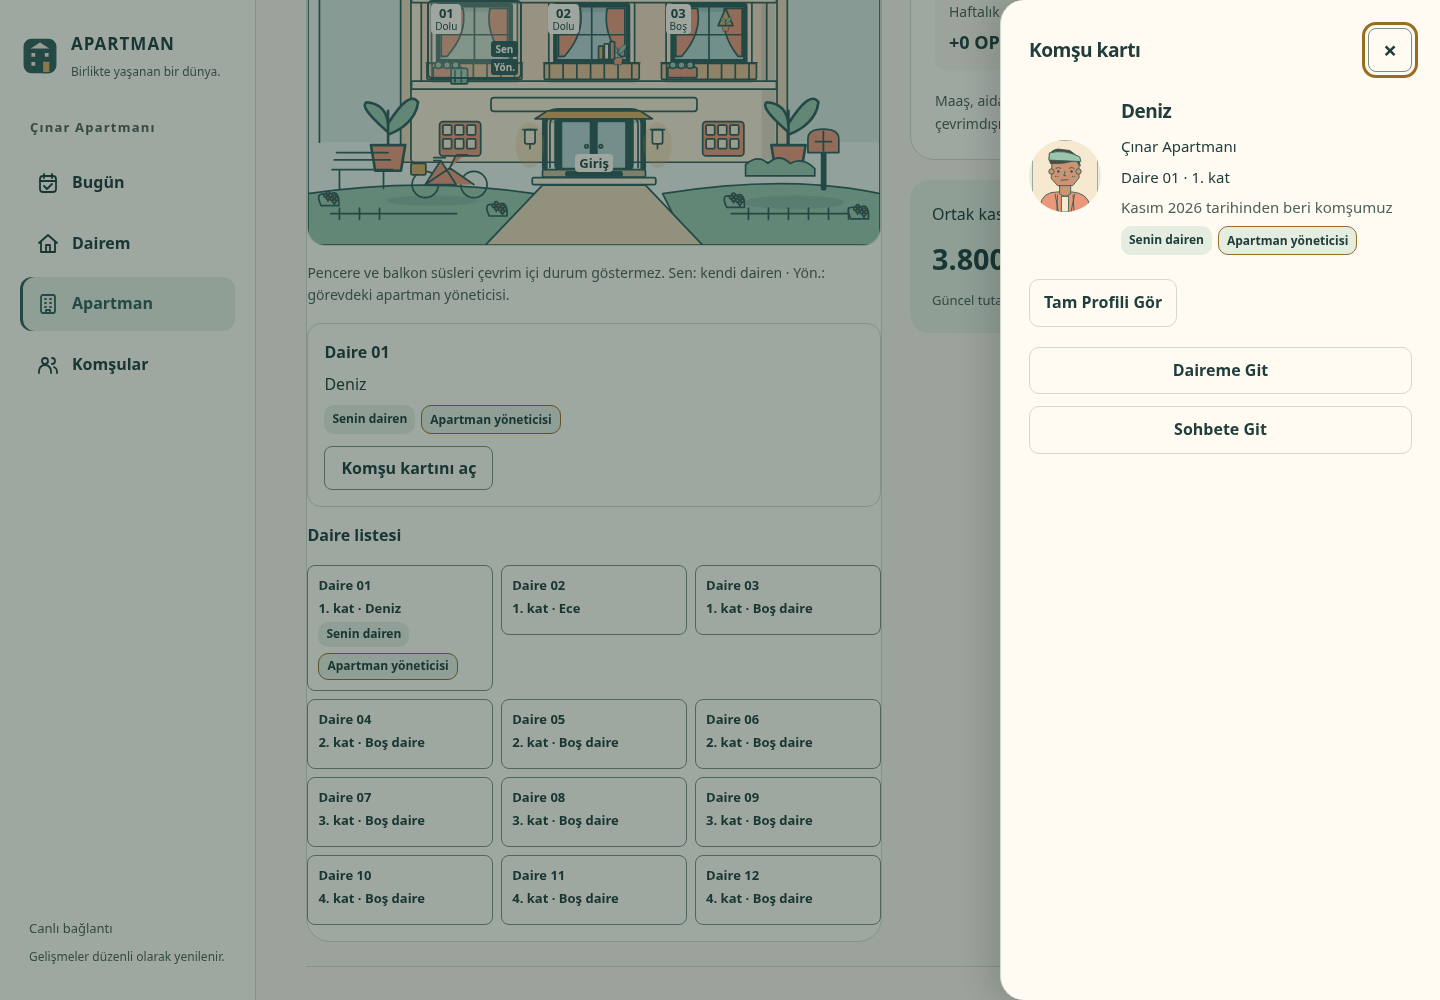 APARTMAN
Birlikte yaşanan bir dünya.
Çınar Apartmanı
Bugün
Dairem
Apartman
Komşular
Canlı bağlantı
Gelişmeler düzenli olarak yenilenir.
01
Dolu
02
Dolu
03
Boş
Sen
Yön.
Giriş
Pencere ve balkon süsleri çevrim içi durum göstermez. Sen: kendi dairen · Yön.:
görevdeki apartman yöneticisi.
Daire 01
Deniz
Senin dairen
Apartman yöneticisi
Komşu kartını aç
Daire listesi
Daire 01
1. kat · Deniz
Senin dairen
Apartman yöneticisi
Daire 02
1. kat · Ece
Daire 03
1. kat · Boş daire
Daire 04
2. kat · Boş daire
Daire 05
2. kat · Boş daire
Daire 06
2. kat · Boş daire
Daire 07
3. kat · Boş daire
Daire 08
3. kat · Boş daire
Daire 09
3. kat · Boş daire
Daire 10
4. kat · Boş daire
Daire 11
4. kat · Boş daire
Daire 12
4. kat · Boş daire
Haftalık
+0 OP
Maaş,
Ortak
3.800
Güncel
Komşu kartı
×
Deniz
Çınar Apartmanı
Daire 01 · 1. kat
Kasım 2026 tarihinden beri komşumuz
Senin dairen
Apartman yöneticisi
Tam Profili Gör
Daireme Git
Sohbete Git